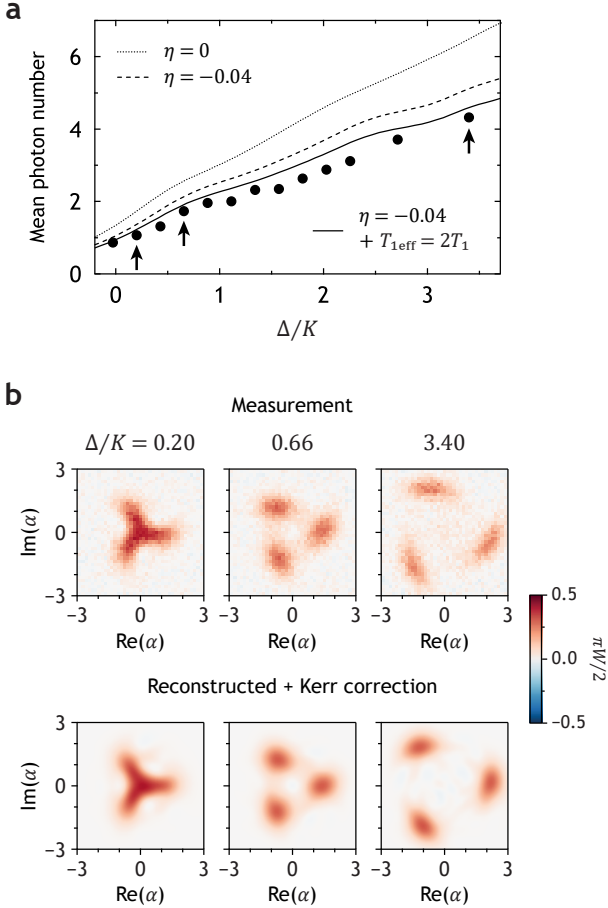 a
Mean photon number
6
4
2
0
η = 0
η = −0.04
η = −0.04
+ T1eff = 2T1
0 1 2 3
Δ/K
b
Measurement
Δ/K = 0.20 0.66 3.40
Im(α)
3
0
−3
−3 0 3 −3 0 3 −3 0 3
Re(α) Re(α) Re(α)
0.5
0.0
−0.5
πW/2
Reconstructed + Kerr correction
Im(α)
3
0
−3
−3 0 3 −3 0 3 −3 0 3
Re(α) Re(α) Re(α)